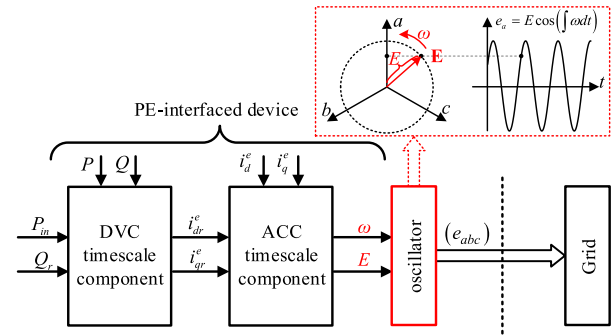 e_a = E cos(∫ωdt)
a
ω
E
E
b
c
t
PE-interfaced device
P
Q
i_d^e
i_q^e
P_in
Q_r
DVC
timescale
component
i_dr^e
i_qr^e
ACC
timescale
component
ω
E
oscillator
(e_abc)
Grid